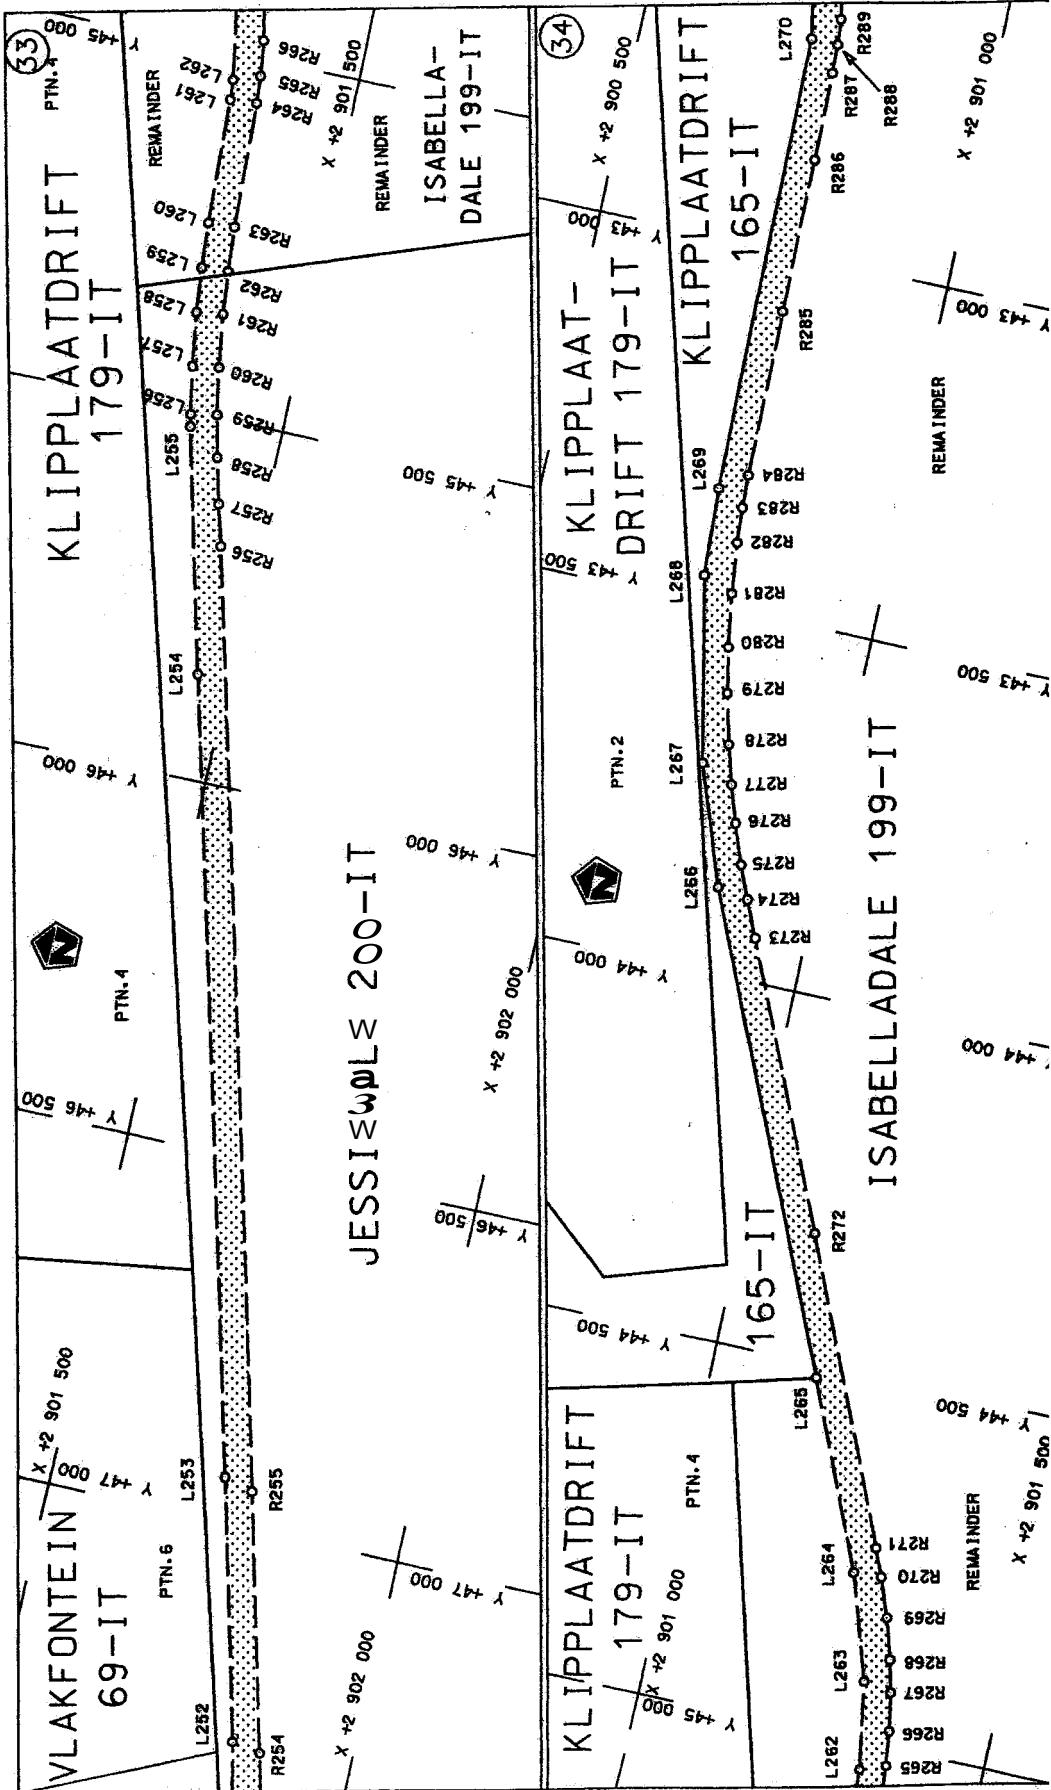 33
VLAKFONTEIN
69-IT
PTN.6
X +2 901 500
Y +47 000
PTN.4
Y +46 500
Y +46 000
KLIPPLAATDRIFT
179-IT
PTN.4
Y +45 000
REMAINDER
L252
L253
L254
L255
L256
L257
L258
L259
L260
L261
L262
R254
R255
R256
R257
R258
R259
R260
R261
R262
R263
R264
R265
R266
X +2 901 500
REMAINDER
ISABELLA-
DALE 199-IT
X +2 902 000
Y +47 000
Y +46 500
X +2 902 000
Y +46 000
Y +45 500
200-IT
N
34
KLIPPLAATDRIFT
179-IT
X +2 901 000
Y +45 000
PTN.4
Y +44 500
165-IT
Y +44 000
N
PTN.2
Y +43 500
KLIPPLAAT-
DRIFT 179-IT
Y +43 000
X +2 900 500
KLIPPLAATDRIFT
165-IT
L262
L263
L264
L265
L266
L267
L268
L269
L270
R265
R266
R267
R268
R269
R270
R271
R272
R273
R274
R275
R276
R277
R278
R279
R280
R281
R282
R283
R284
R285
R286
R287
R288
R289
REMAINDER
X +2 901 500
Y +44 500
ISABELLADALE 199-IT
Y +44 000
Y +43 500
REMAINDER
Y +43 000
X +2 901 000